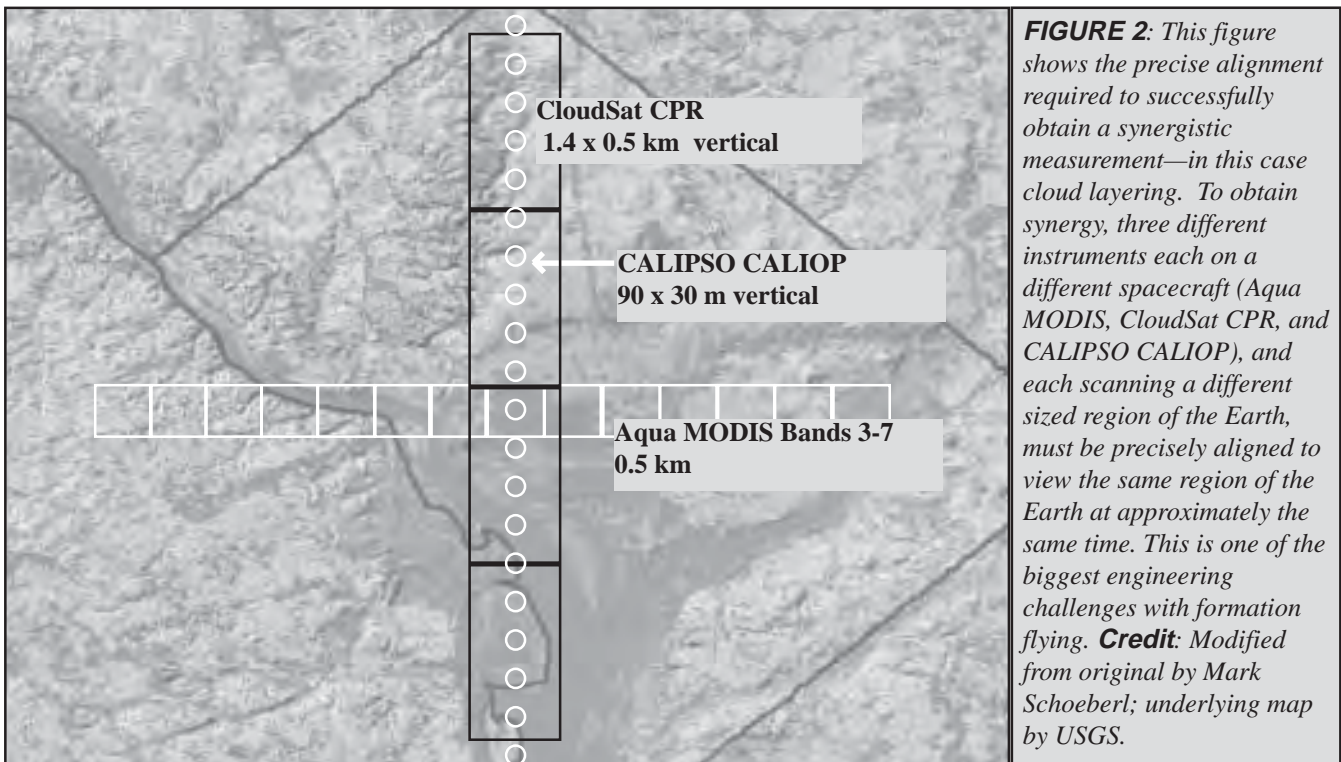 CloudSat CPR
1.4 x 0.5 km vertical
CALIPSO CALIOP
90 x 30 m vertical
Aqua MODIS Bands 3-7
0.5 km
FIGURE 2: This figure
shows the precise alignment
required to successfully
obtain a synergistic
measurement—in this case
cloud layering. To obtain
synergy, three different
instruments each on a
different spacecraft (Aqua
MODIS, CloudSat CPR, and
CALIPSO CALIOP), and
each scanning a different
sized region of the Earth,
must be precisely aligned to
view the same region of the
Earth at approximately the
same time. This is one of the
biggest engineering
challenges with formation
flying. Credit: Modified
from original by Mark
Schoeberl; underlying map
by USGS.